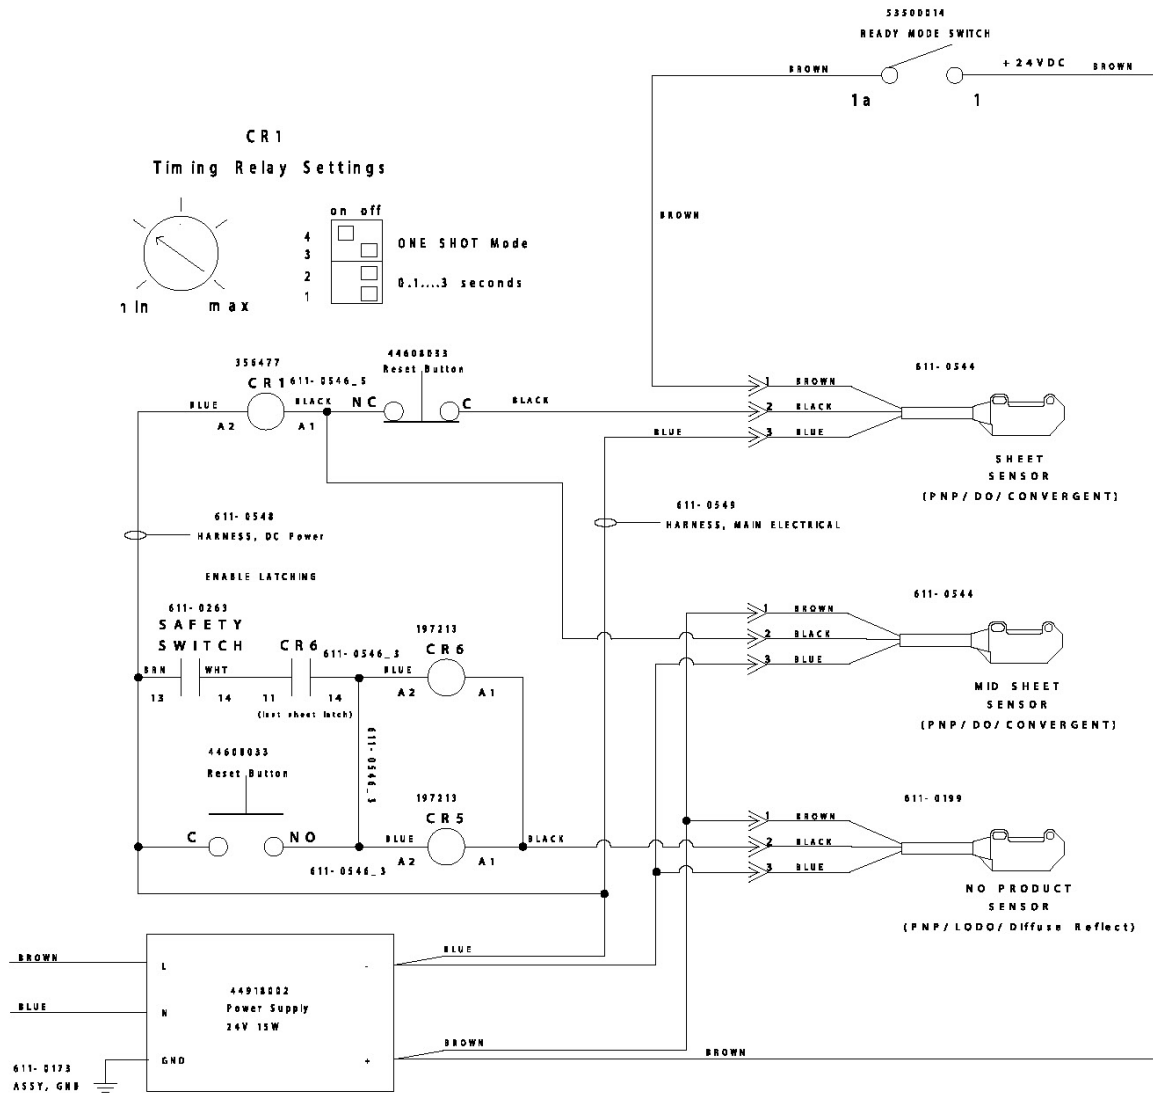 53500014
READY MODE SWITCH
BROWN
+24VDC
BROWN
1a
1
CR1
Timing Relay Settings
on off
4
3
ONE SHOT Mode
2
1
0.1....3 seconds
max
BROWN
356477
CR1
611-0546_5
BLUE
BLACK
A2
A1
44608033
Reset Button
NC
C
BLACK
611-0544
1
BROWN
2
BLACK
BLUE
3
BLUE
SHEET
SENSOR
(PNP/DO/CONVERGENT)
611-0548
HARNESS, DC Power
611-0549
HARNESS, MAIN ELECTRICAL
ENABLE LATCHING
611-0263
SAFETY
SWITCH
BRN
WHT
13
14
CR6
611-0546_3
11
14
(last sheet latch)
197213
CR6
BLUE
A2
A1
611-0544
1
BROWN
2
BLACK
3
BLUE
MID SHEET
SENSOR
(PNP/DO/CONVERGENT)
611-0546_3
44608033
Reset Button
C
NO
611-0546_3
197213
CR5
BLUE
A2
A1
BLACK
611-0199
1
BROWN
2
BLACK
3
BLUE
NO PRODUCT
SENSOR
(PNP/LODO/Diffuse Reflect)
BROWN
L
-
BLUE
BLUE
N
44918002
Power Supply
24V 15W
GND
+
BROWN
BROWN
611-0173
ASSY, GND